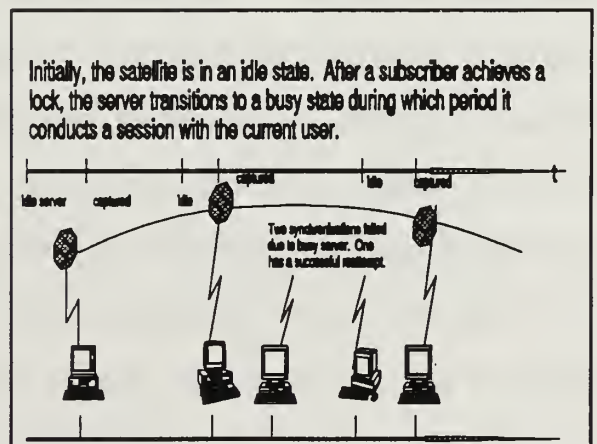 Initially, the satellite is in an idle state. After a subscriber achieves a
lock, the server transitions to a busy state during which period it
conducts a session with the current user.
captured idle captured t
idle server captured idle
Two synchronizations failed
due to busy server. One
has a successful reattempt.